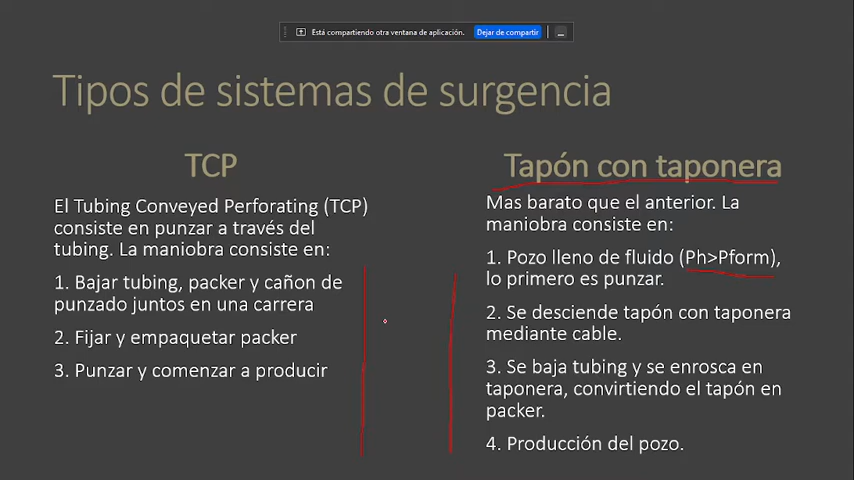 Está compartiendo otra ventana de aplicación. Dejar de compartir
Tipos de sistemas de surgencia
TCP
El Tubing Conveyed Perforating (TCP)
consiste en punzar a través del
tubing. La maniobra consiste en:
1. Bajar tubing, packer y cañon de
punzado juntos en una carrera
2. Fijar y empaquetar packer
3. Punzar y comenzar a producir
Tapón con taponera
Mas barato que el anterior. La
maniobra consiste en:
1. Pozo lleno de fluido (Ph>Pform),
lo primero es punzar.
2. Se desciende tapón con taponera
mediante cable.
3. Se baja tubing y se enrosca en
taponera, convirtiendo el tapón en
packer.
4. Producción del pozo.